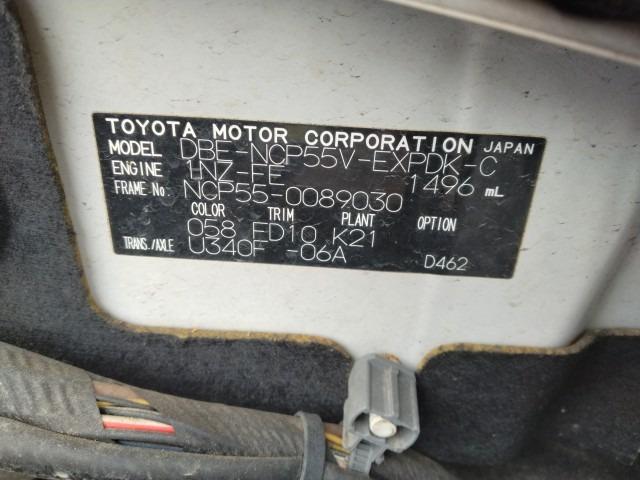 TOYOTA MOTOR CORPORATION JAPAN
MODEL DBE-NCP55V-EXPDK-C
ENGINE 1NZ-FE 1496 mL
FRAME No. NCP55-0089030
COLOR TRIM PLANT OPTION
058 FD10 K21
TRANS./AXLE U340F -06A D462